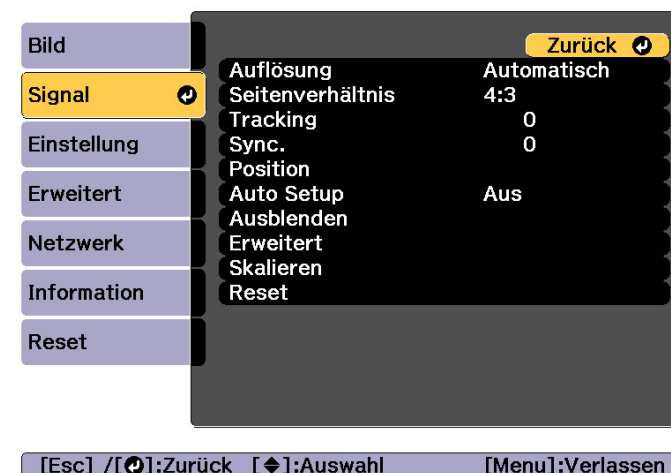 Bild
Signal
Einstellung
Erweitert
Netzwerk
Information
Reset
Zurück
Auflösung Automatisch
Seitenverhältnis 4:3
Tracking 0
Sync. 0
Position
Auto Setup Aus
Ausblenden
Erweitert
Skalieren
Reset
[Esc] /[⏎]:Zurück [♦]:Auswahl [Menu]:Verlassen